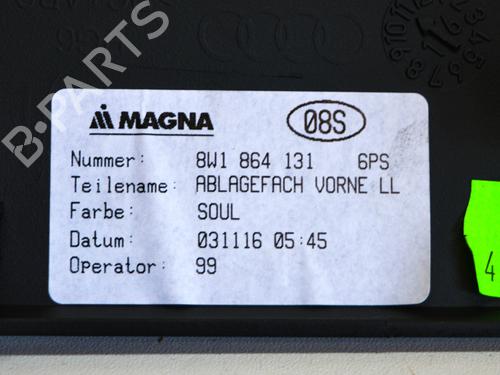 MAGNA 08S
Nummer: 8W1 864 131 6PS
Teilename: ABLAGEFACH VORNE LL
Farbe: SOUL
Datum: 031116 05:45
Operator: 99
B-PARTS
4